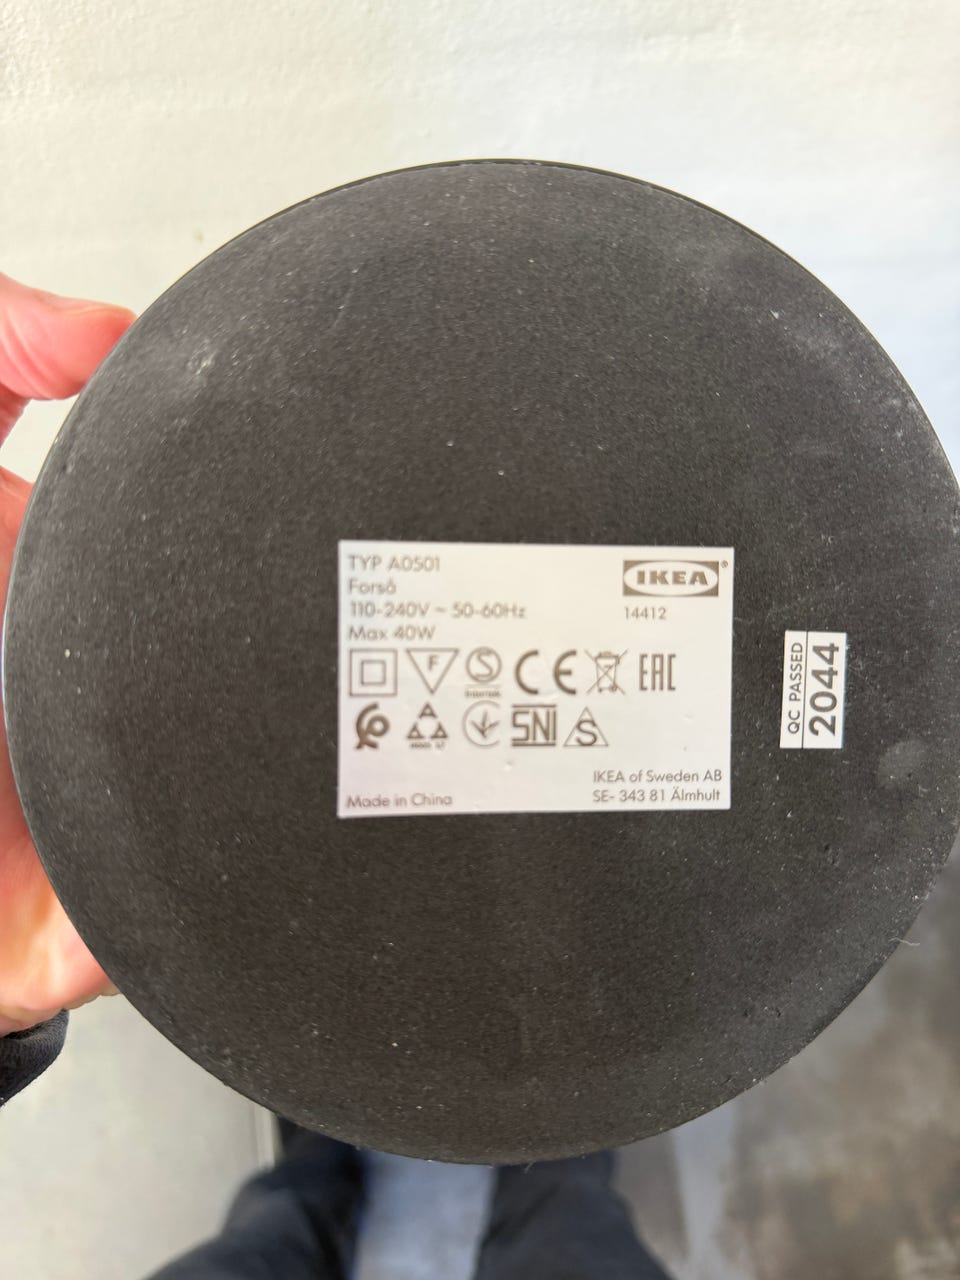 TYP A0501
Forså
110-240V ~ 50-60Hz
Max 40W
IKEA®
14412
F
S
CE
EAC
SNI
S
Made in China
IKEA of Sweden AB
SE- 343 81 Älmhult
QC PASSED
2044